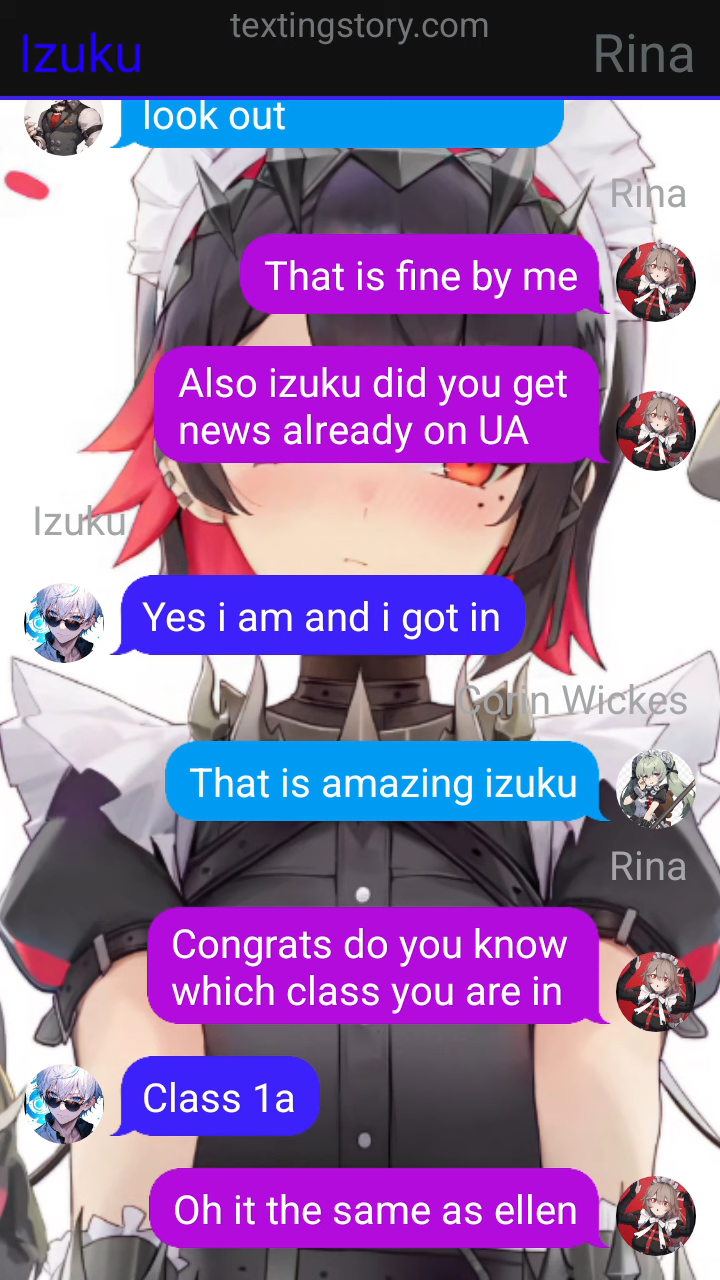 textingstory.com
Izuku
Rina
look out
Rina
That is fine by me
Also izuku did you get
news already on UA
Izuku
Yes i am and i got in
Corin Wickes
That is amazing izuku
Rina
Congrats do you know
which class you are in
Class 1a
Oh it the same as ellen